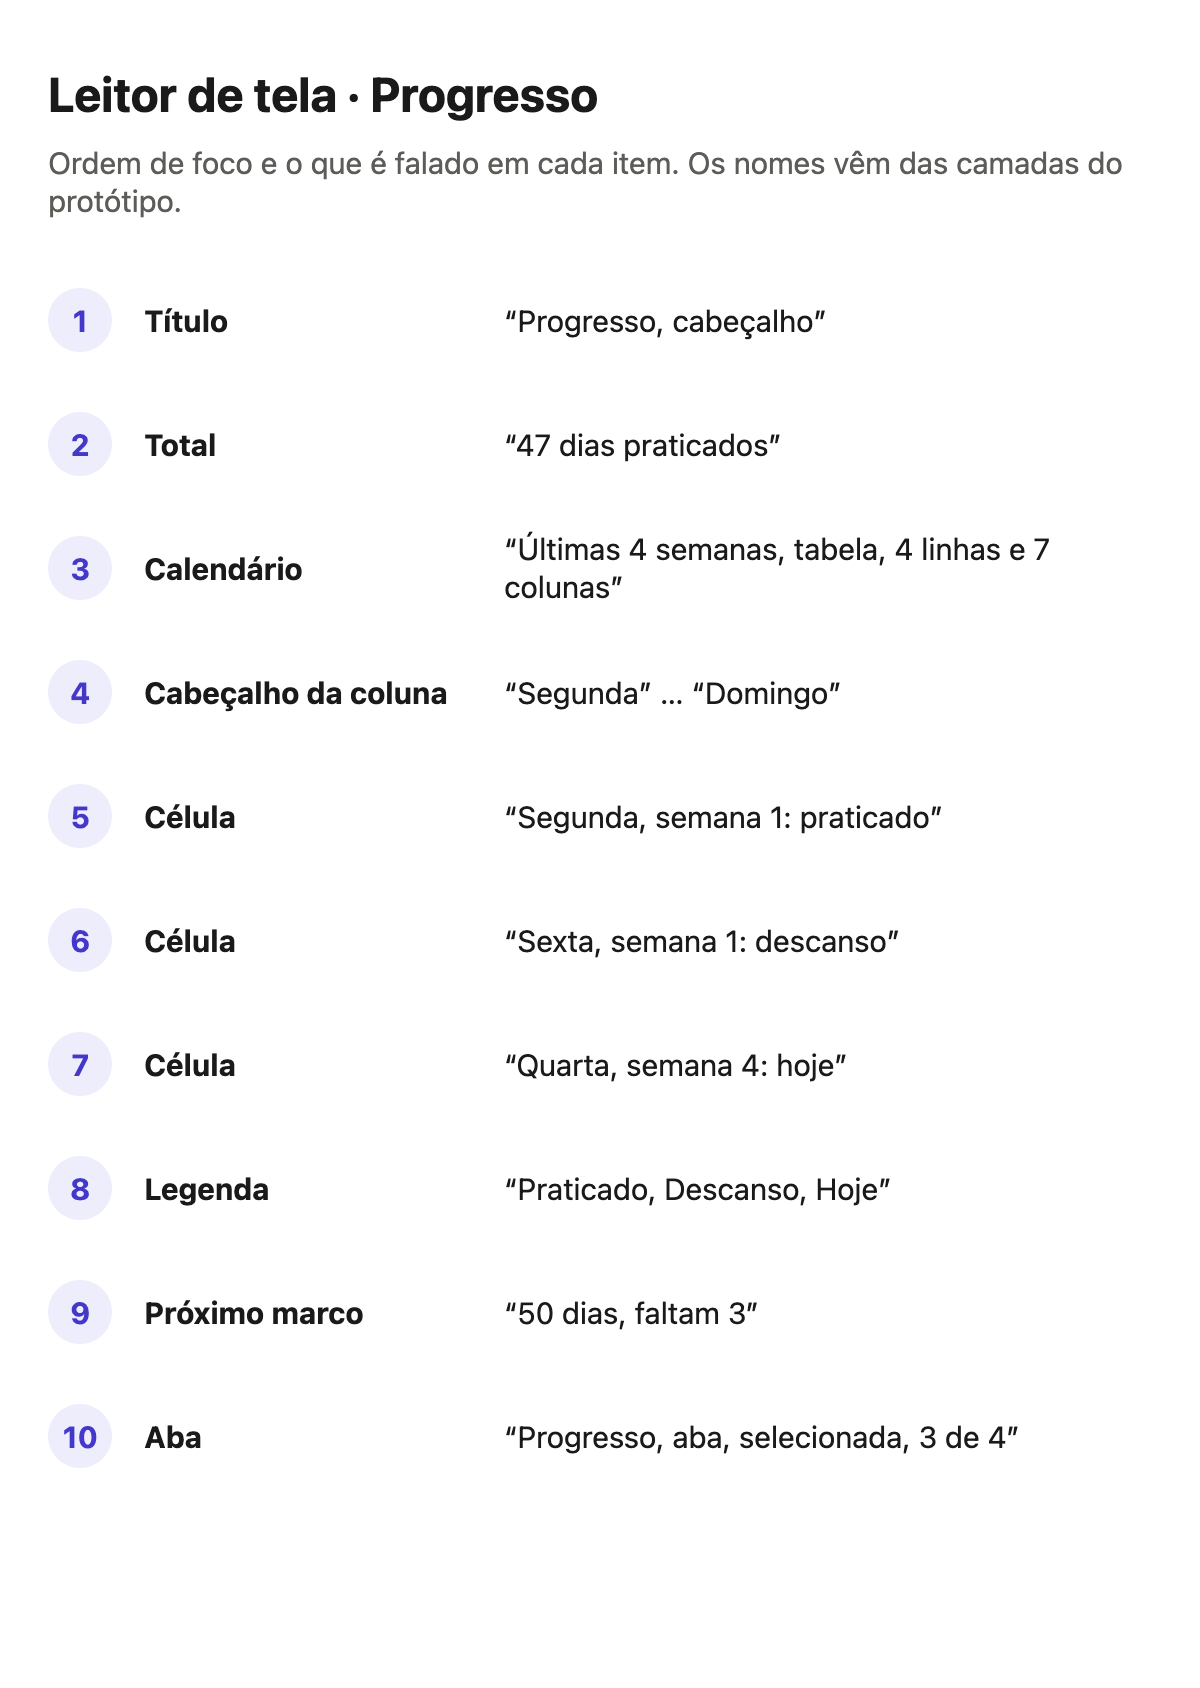 Leitor de tela · Progresso
Ordem de foco e o que é falado em cada item. Os nomes vêm das camadas do
protótipo.
1 Título “Progresso, cabeçalho”
2 Total “47 dias praticados”
3 Calendário “Últimas 4 semanas, tabela, 4 linhas e 7
colunas”
4 Cabeçalho da coluna “Segunda” … “Domingo”
5 Célula “Segunda, semana 1: praticado”
6 Célula “Sexta, semana 1: descanso”
7 Célula “Quarta, semana 4: hoje”
8 Legenda “Praticado, Descanso, Hoje”
9 Próximo marco “50 dias, faltam 3”
10 Aba “Progresso, aba, selecionada, 3 de 4”